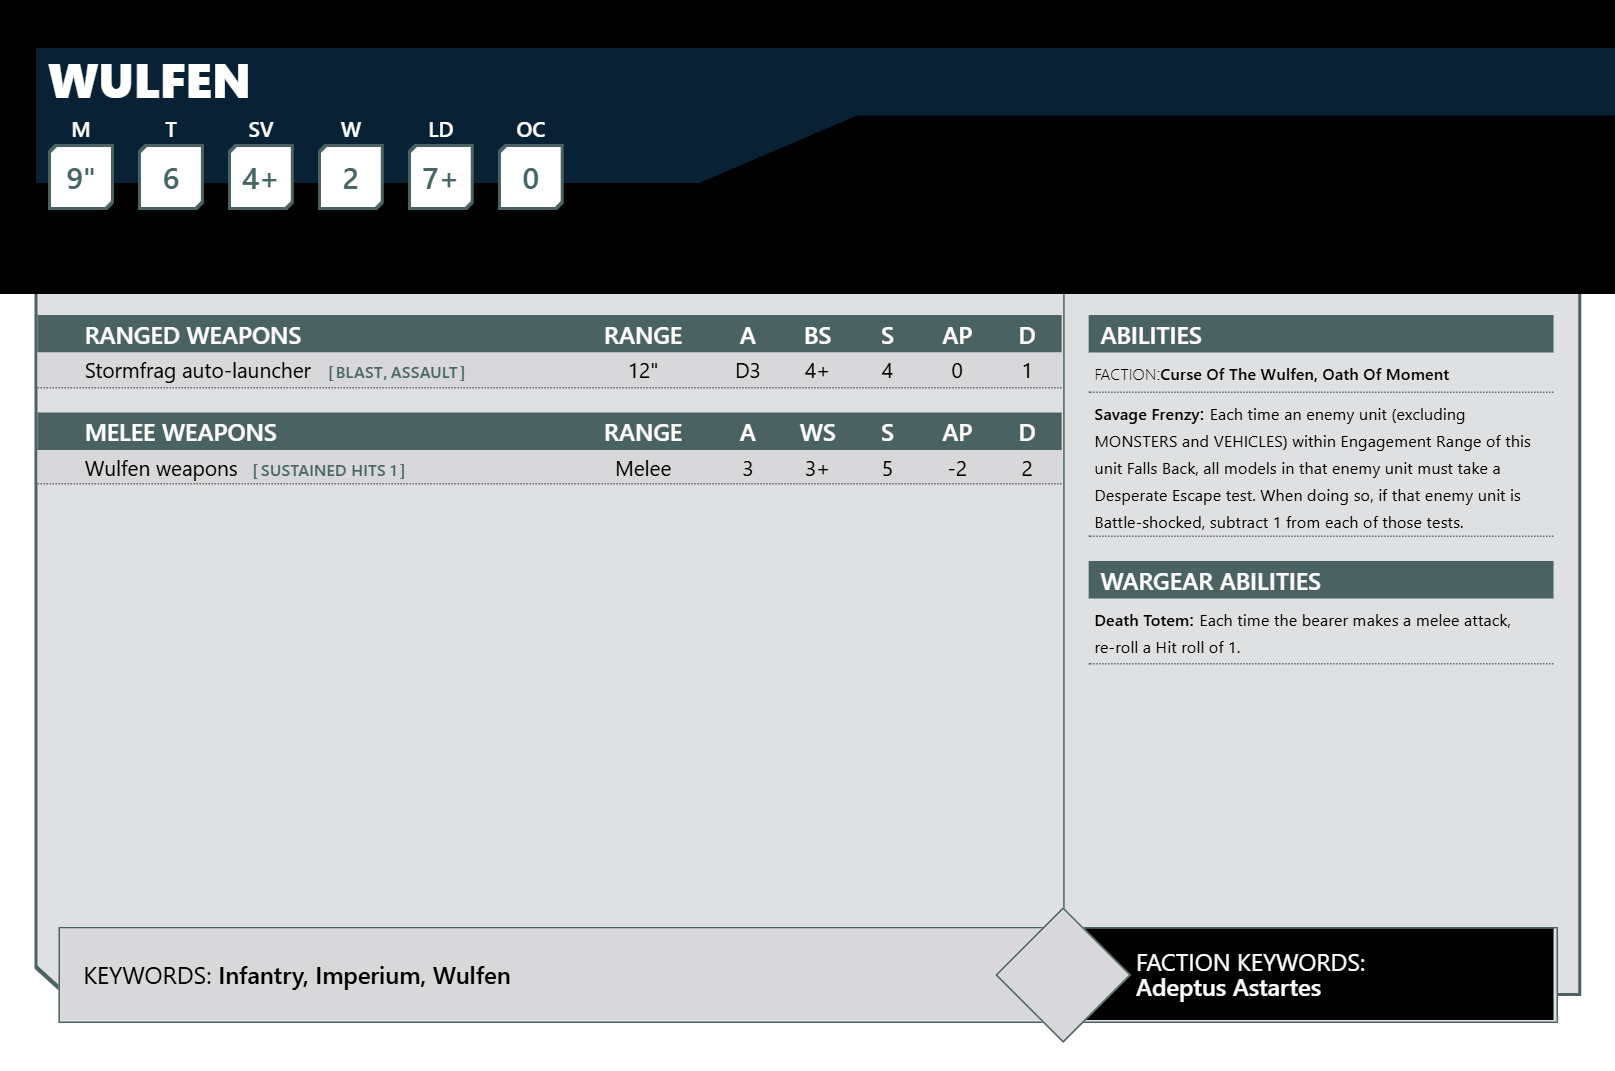 WULFEN
M T SV W LD OC
9" 6 4+ 2 7+ 0
RANGED WEAPONS RANGE A BS S AP D
Stormfrag auto-launcher [BLAST, ASSAULT] 12" D3 4+ 4 0 1
MELEE WEAPONS RANGE A WS S AP D
Wulfen weapons [SUSTAINED HITS 1] Melee 3 3+ 5 -2 2
ABILITIES
FACTION:Curse Of The Wulfen, Oath Of Moment
Savage Frenzy: Each time an enemy unit (excluding
MONSTERS and VEHICLES) within Engagement Range of this
unit Falls Back, all models in that enemy unit must take a
Desperate Escape test. When doing so, if that enemy unit is
Battle-shocked, subtract 1 from each of those tests.
WARGEAR ABILITIES
Death Totem: Each time the bearer makes a melee attack,
re-roll a Hit roll of 1.
KEYWORDS: Infantry, Imperium, Wulfen
FACTION KEYWORDS:
Adeptus Astartes